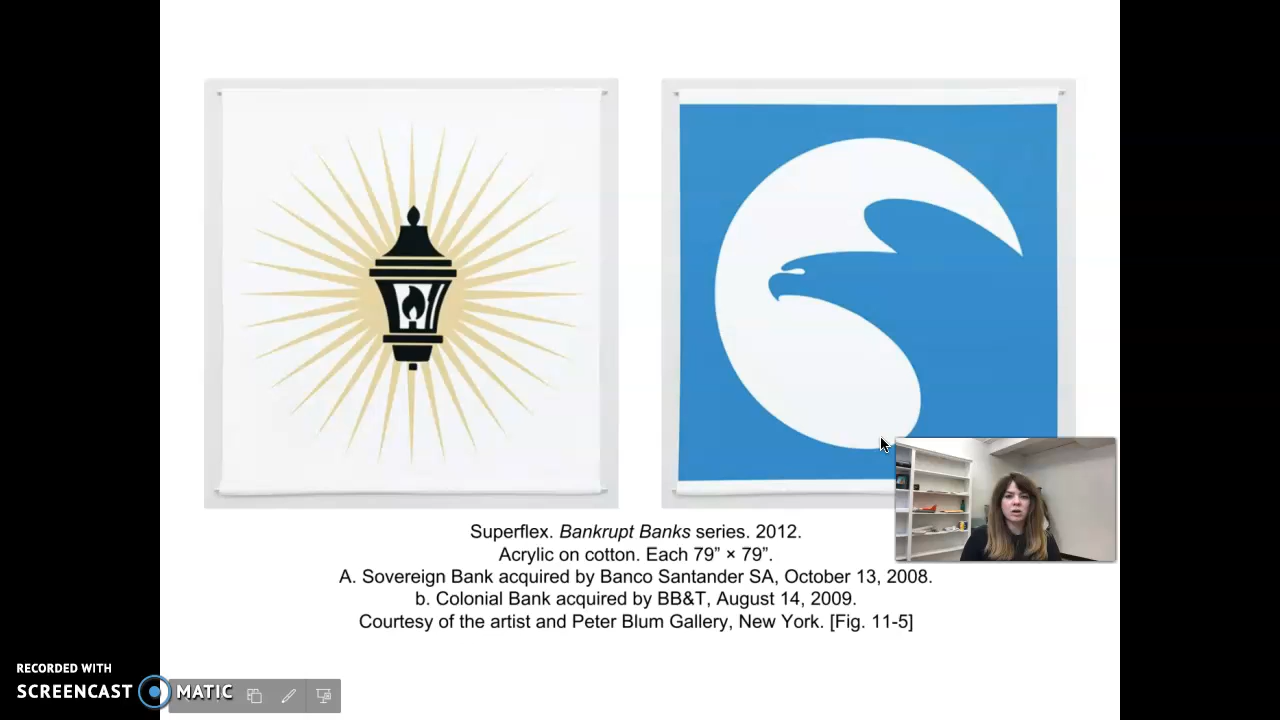 Superflex. Bankrupt Banks series. 2012.
Acrylic on cotton. Each 79” × 79”.
A. Sovereign Bank acquired by Banco Santander SA, October 13, 2008.
b. Colonial Bank acquired by BB&T, August 14, 2009.
Courtesy of the artist and Peter Blum Gallery, New York. [Fig. 11-5]
RECORDED WITH
SCREENCAST MATIC